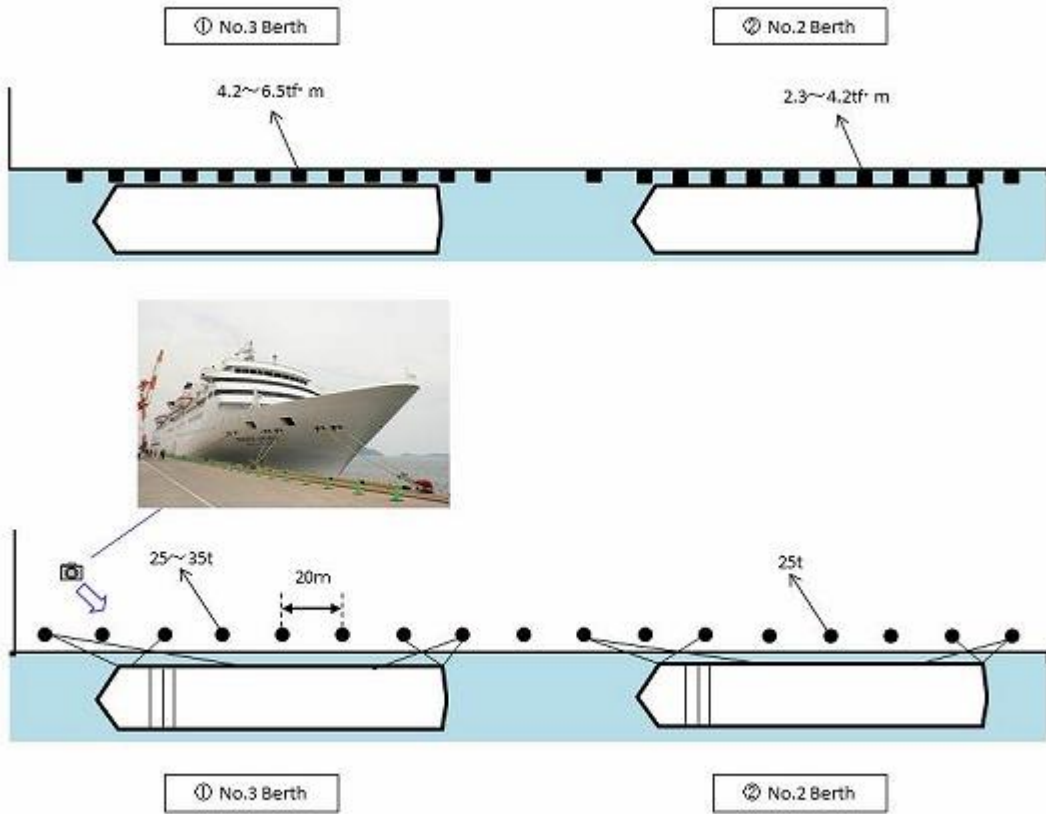 ① No.3 Berth
② No.2 Berth
4.2～6.5tf· m
2.3～4.2tf· m
25～35t
20m
25t
① No.3 Berth
② No.2 Berth